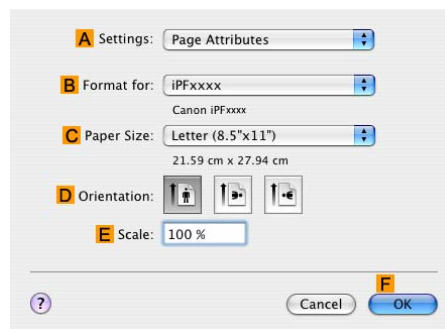 A Settings: Page Attributes
B Format for: iPFxxxx
Canon iPFxxxx
C Paper Size: Letter (8.5"x11")
21.59 cm x 27.94 cm
D Orientation:
E Scale: 100 %
F
? Cancel OK